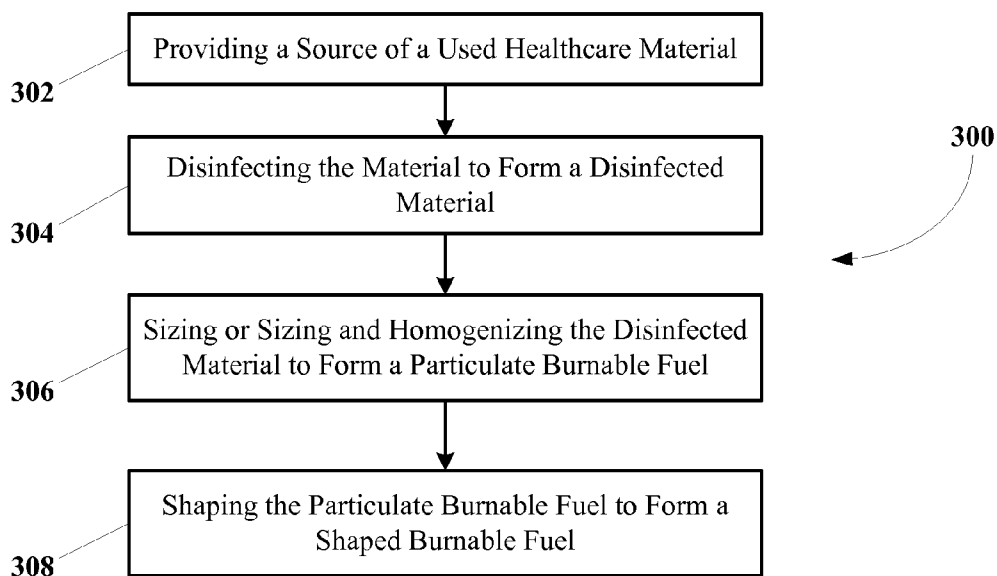 Providing a Source of a Used Healthcare Material
302
300
Disinfecting the Material to Form a Disinfected
Material
304
Sizing or Sizing and Homogenizing the Disinfected
Material to Form a Particulate Burnable Fuel
306
Shaping the Particulate Burnable Fuel to Form a
Shaped Burnable Fuel
308